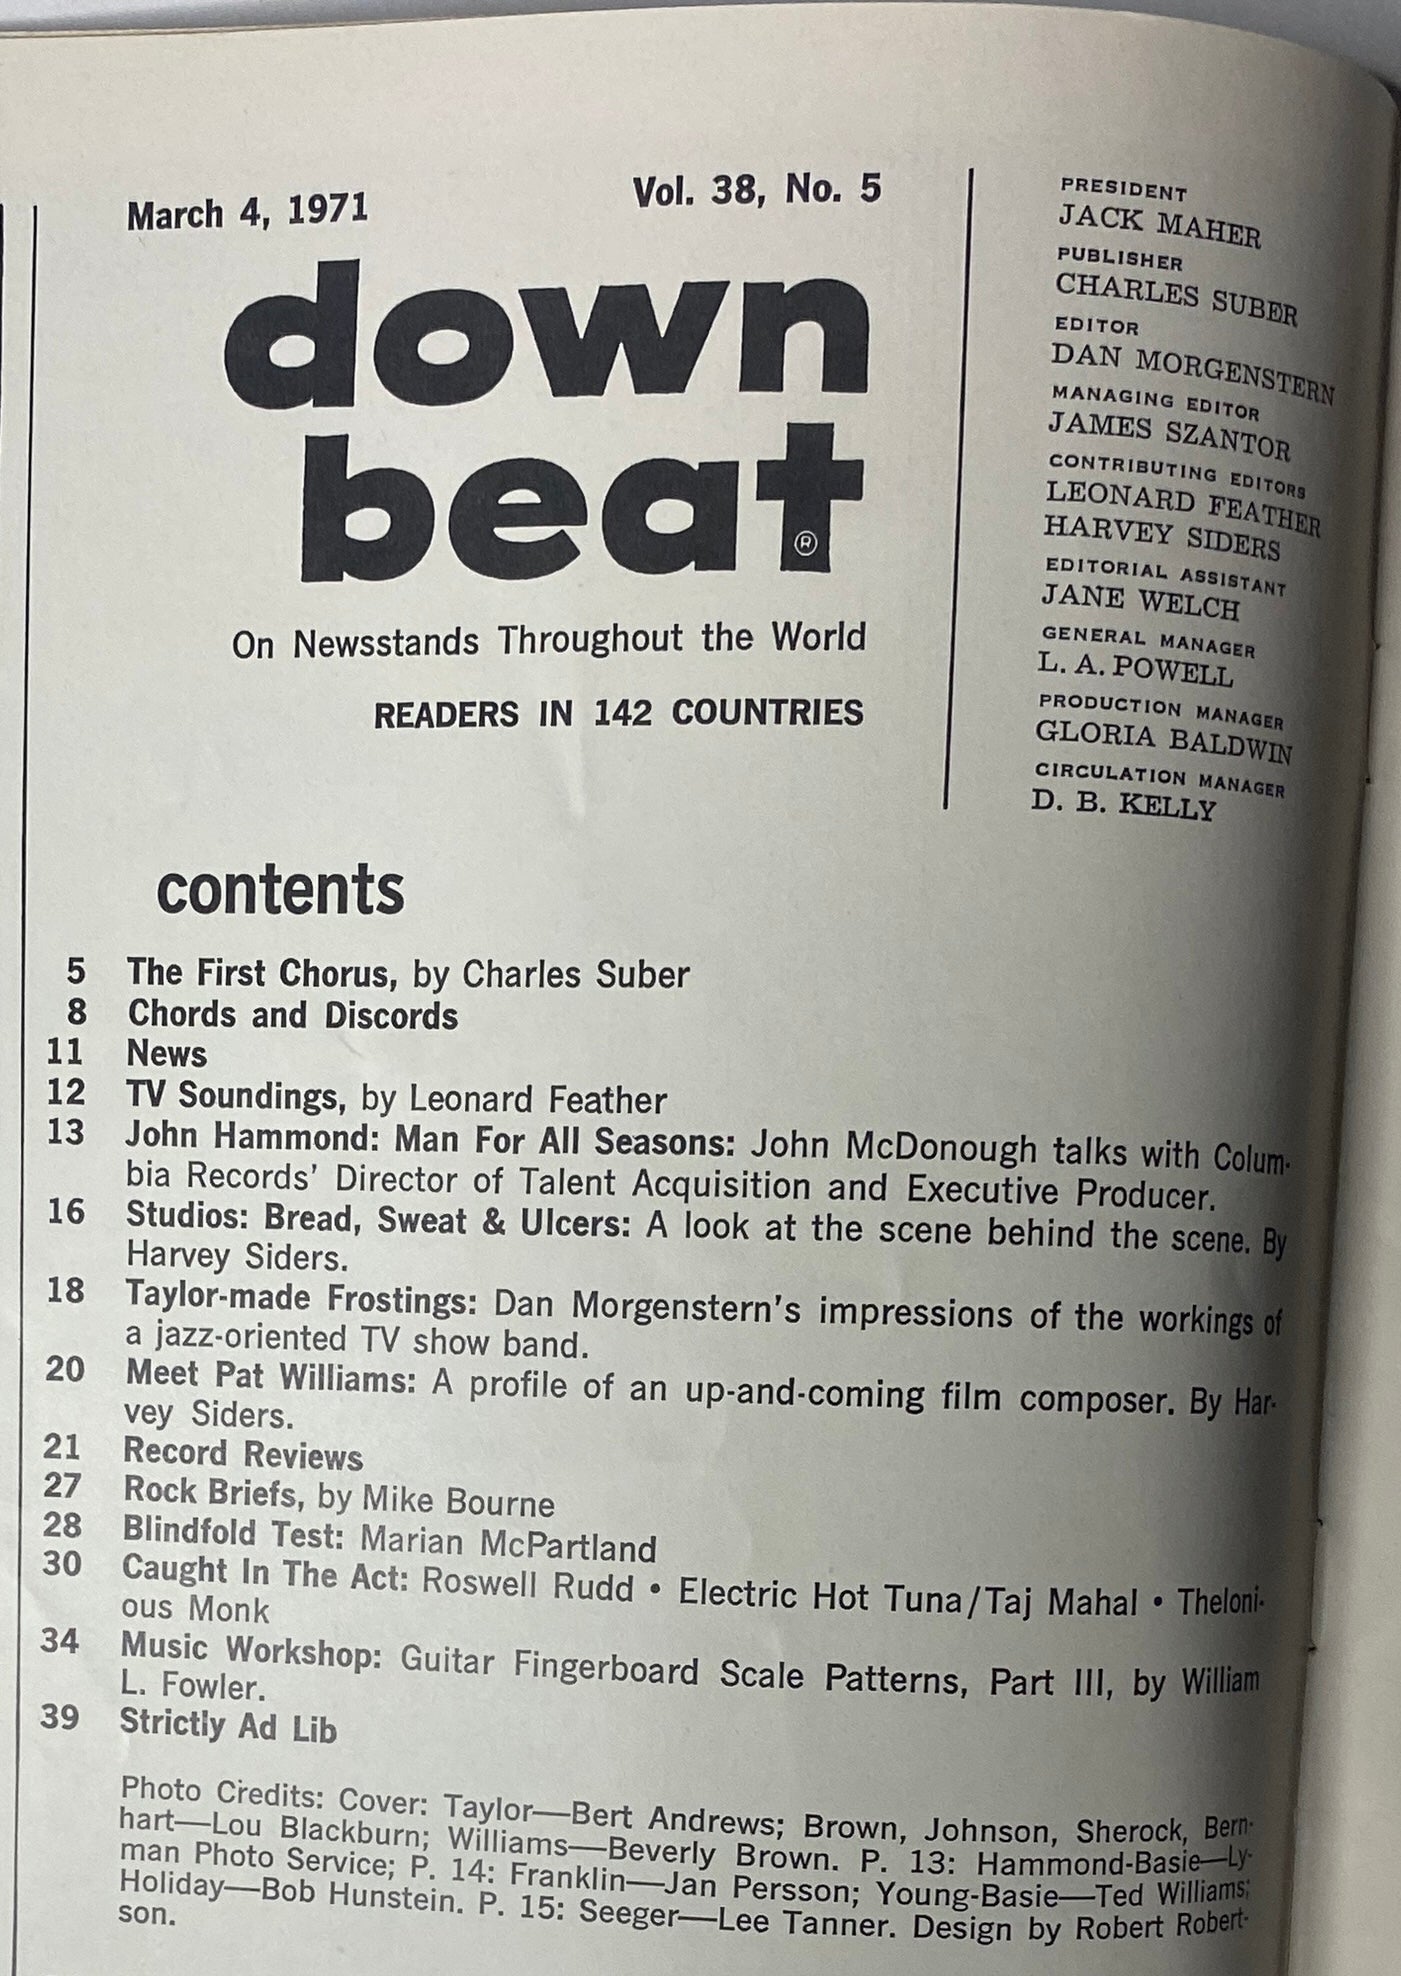 March 4, 1971
Vol. 38, No. 5
down
beat®
On Newsstands Throughout the World
READERS IN 142 COUNTRIES
PRESIDENT
JACK MAHER
PUBLISHER
CHARLES SUBER
EDITOR
DAN MORGENSTERN
MANAGING EDITOR
JAMES SZANTOR
CONTRIBUTING EDITORS
LEONARD FEATHER
HARVEY SIDERS
EDITORIAL ASSISTANT
JANE WELCH
GENERAL MANAGER
L. A. POWELL
PRODUCTION MANAGER
GLORIA BALDWIN
CIRCULATION MANAGER
D. B. KELLY
contents
5 The First Chorus, by Charles Suber
8 Chords and Discords
11 News
12 TV Soundings, by Leonard Feather
13 John Hammond: Man For All Seasons: John McDonough talks with Colum-
bia Records' Director of Talent Acquisition and Executive Producer.
16 Studios: Bread, Sweat & Ulcers: A look at the scene behind the scene. By
Harvey Siders.
18 Taylor-made Frostings: Dan Morgenstern's impressions of the workings of
a jazz-oriented TV show band.
20 Meet Pat Williams: A profile of an up-and-coming film composer. By Har-
vey Siders.
21 Record Reviews
27 Rock Briefs, by Mike Bourne
28 Blindfold Test: Marian McPartland
30 Caught In The Act: Roswell Rudd • Electric Hot Tuna/Taj Mahal • Theloni-
ous Monk
34 Music Workshop: Guitar Fingerboard Scale Patterns, Part III, by William
L. Fowler.
39 Strictly Ad Lib
Photo Credits: Cover: Taylor—Bert Andrews; Brown, Johnson, Sherock, Bern-
hart—Lou Blackburn; Williams—Beverly Brown. P. 13: Hammond-Basie—Ly-
man Photo Service; P. 14: Franklin—Jan Persson; Young-Basie—Ted Williams;
Holiday—Bob Hunstein. P. 15: Seeger—Lee Tanner. Design by Robert Robert-
son.